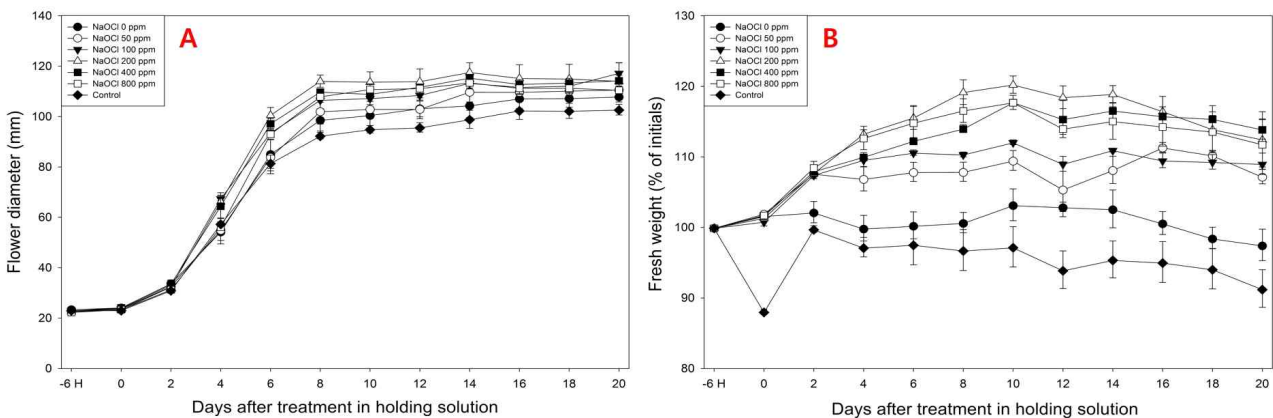 140
120
100
80
60
40
20
0
Flower diameter (mm)
NaOCl 0 ppm
NaOCl 50 ppm
NaOCl 100 ppm
NaOCl 200 ppm
NaOCl 400 ppm
NaOCl 800 ppm
Control
A
-6 H 0 2 4 6 8 10 12 14 16 18 20
Days after treatment in holding solution
130
120
110
100
90
80
Fresh weight (% of initials)
NaOCl 0 ppm
NaOCl 50 ppm
NaOCl 100 ppm
NaOCl 200 ppm
NaOCl 400 ppm
NaOCl 800 ppm
Control
B
-6 H 0 2 4 6 8 10 12 14 16 18 20
Days after treatment in holding solution